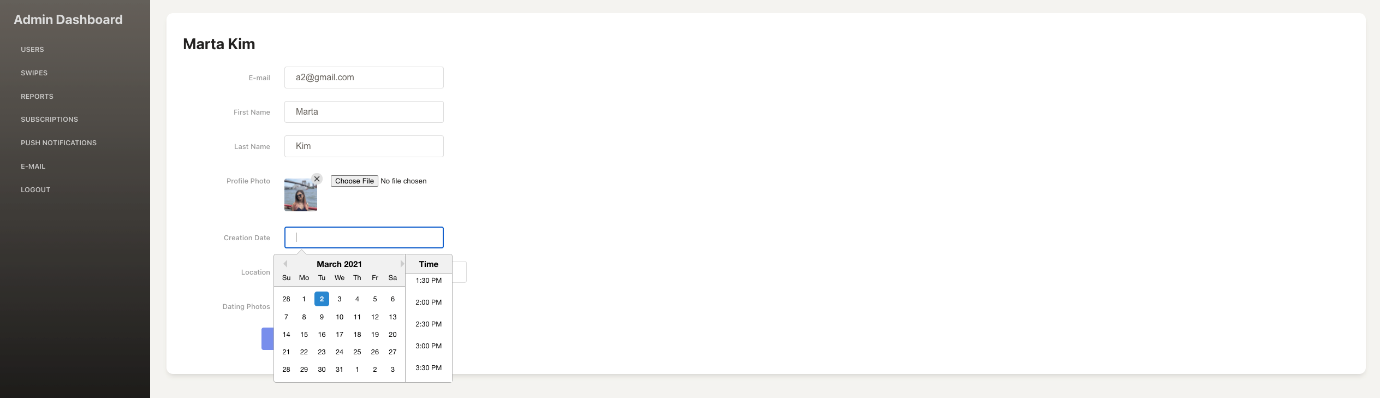 Admin Dashboard
USERS
SWIPES
REPORTS
SUBSCRIPTIONS
PUSH NOTIFICATIONS
E-MAIL
LOGOUT
Marta Kim
E-mail
a2@gmail.com
First Name
Marta
Last Name
Kim
Profile Photo
Choose File No file chosen
Creation Date
Location
Dating Photos
March 2021
Su Mo Tu We Th Fr Sa
28 1 2 3 4 5 6
7 8 9 10 11 12 13
14 15 16 17 18 19 20
21 22 23 24 25 26 27
28 29 30 31 1 2 3
Time
1:30 PM
2:00 PM
2:30 PM
3:00 PM
3:30 PM